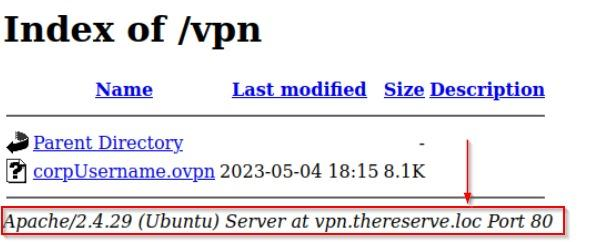 Index of /vpn
Name Last modified Size Description
Parent Directory -
corpUsername.ovpn 2023-05-04 18:15 8.1K
Apache/2.4.29 (Ubuntu) Server at vpn.thereserve.loc Port 80